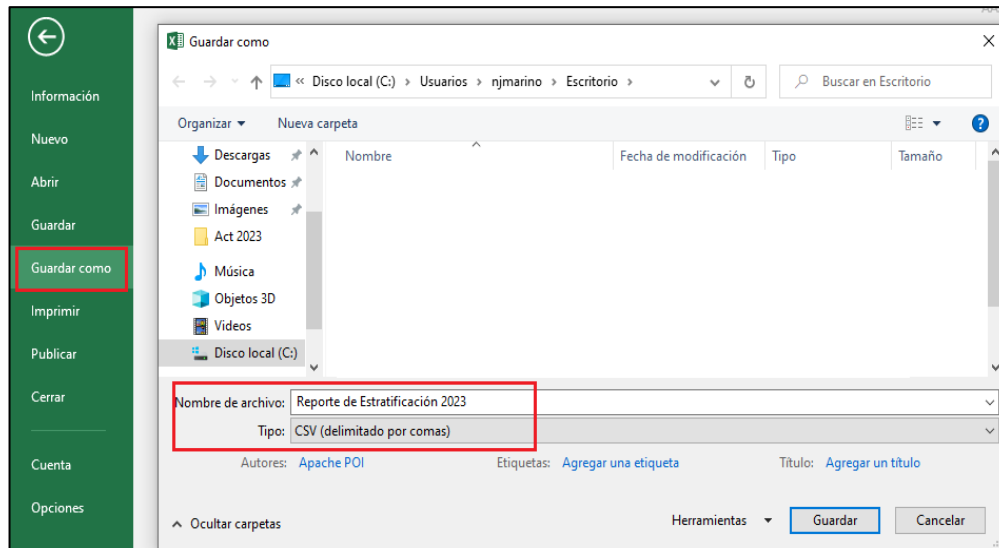 Guardar como
« Disco local (C:) › Usuarios › njmarino › Escritorio ›
Buscar en Escritorio
Organizar
Nueva carpeta
?
Información
Nuevo
Abrir
Guardar
Guardar como
Imprimir
Publicar
Cerrar
Cuenta
Opciones
Descargas
Documentos
Imágenes
Act 2023
Música
Objetos 3D
Videos
Disco local (C:)
Nombre Fecha de modificación Tipo Tamaño
Nombre de archivo: Reporte de Estratificación 2023
Tipo: CSV (delimitado por comas)
Autores: Apache POI Etiquetas: Agregar una etiqueta Título: Agregar un título
Ocultar carpetas
Herramientas Guardar Cancelar